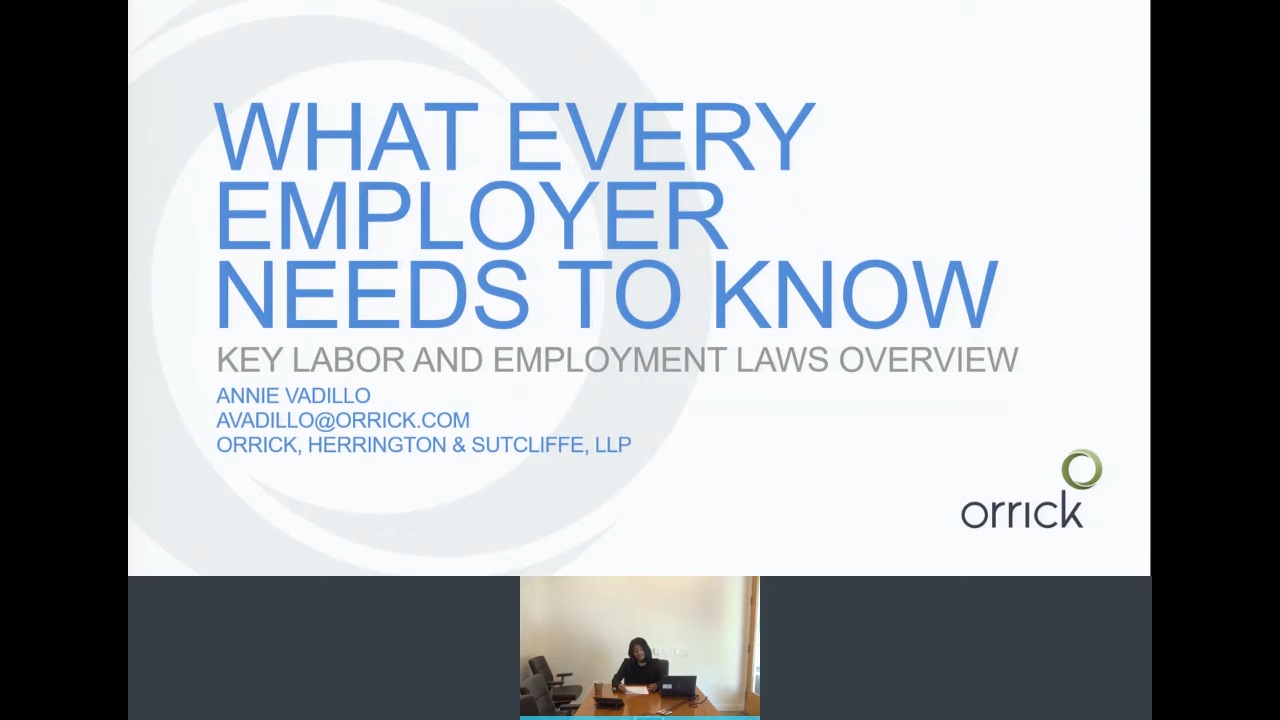 WHAT EVERY
EMPLOYER
NEEDS TO KNOW
KEY LABOR AND EMPLOYMENT LAWS OVERVIEW
ANNIE VADILLO
AVADILLO@ORRICK.COM
ORRICK, HERRINGTON & SUTCLIFFE, LLP
orrick